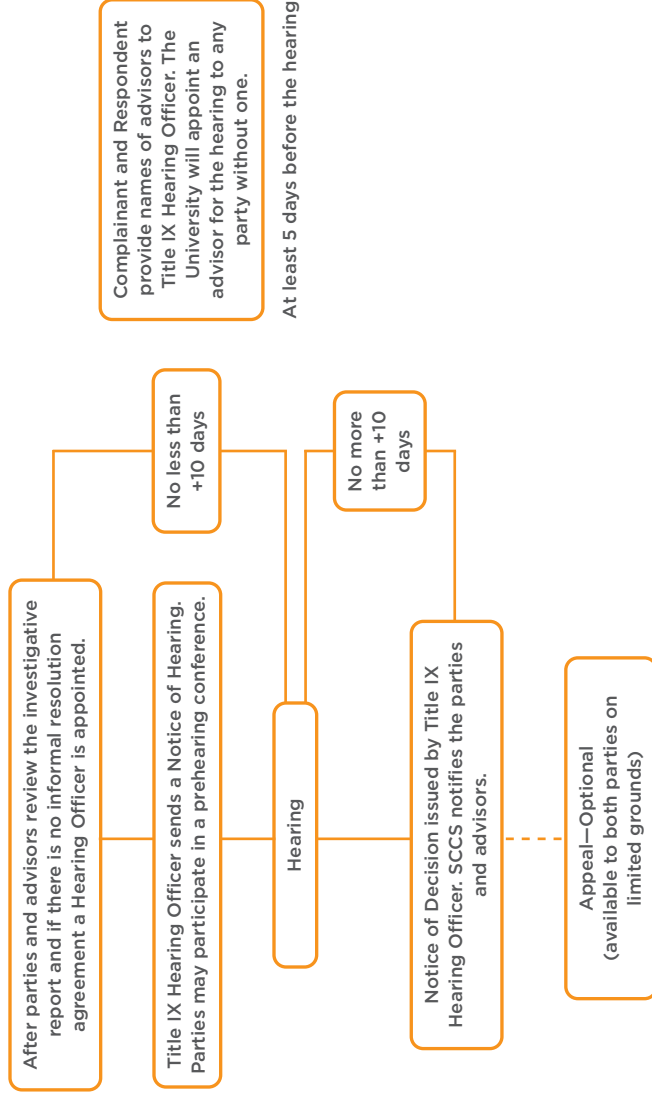 After parties and advisors review the investigative
report and if there is no informal resolution
agreement a Hearing Officer is appointed.
No less than
+10 days
Complainant and Respondent
provide names of advisors to
Title IX Hearing Officer. The
University will appoint an
advisor for the hearing to any
party without one.
At least 5 days before the hearing
Title IX Hearing Officer sends a Notice of Hearing.
Parties may participate in a prehearing conference.
Hearing
No more
than +10
days
Notice of Decision issued by Title IX
Hearing Officer. SCCS notifies the parties
and advisors.
Appeal—Optional
(available to both parties on
limited grounds)